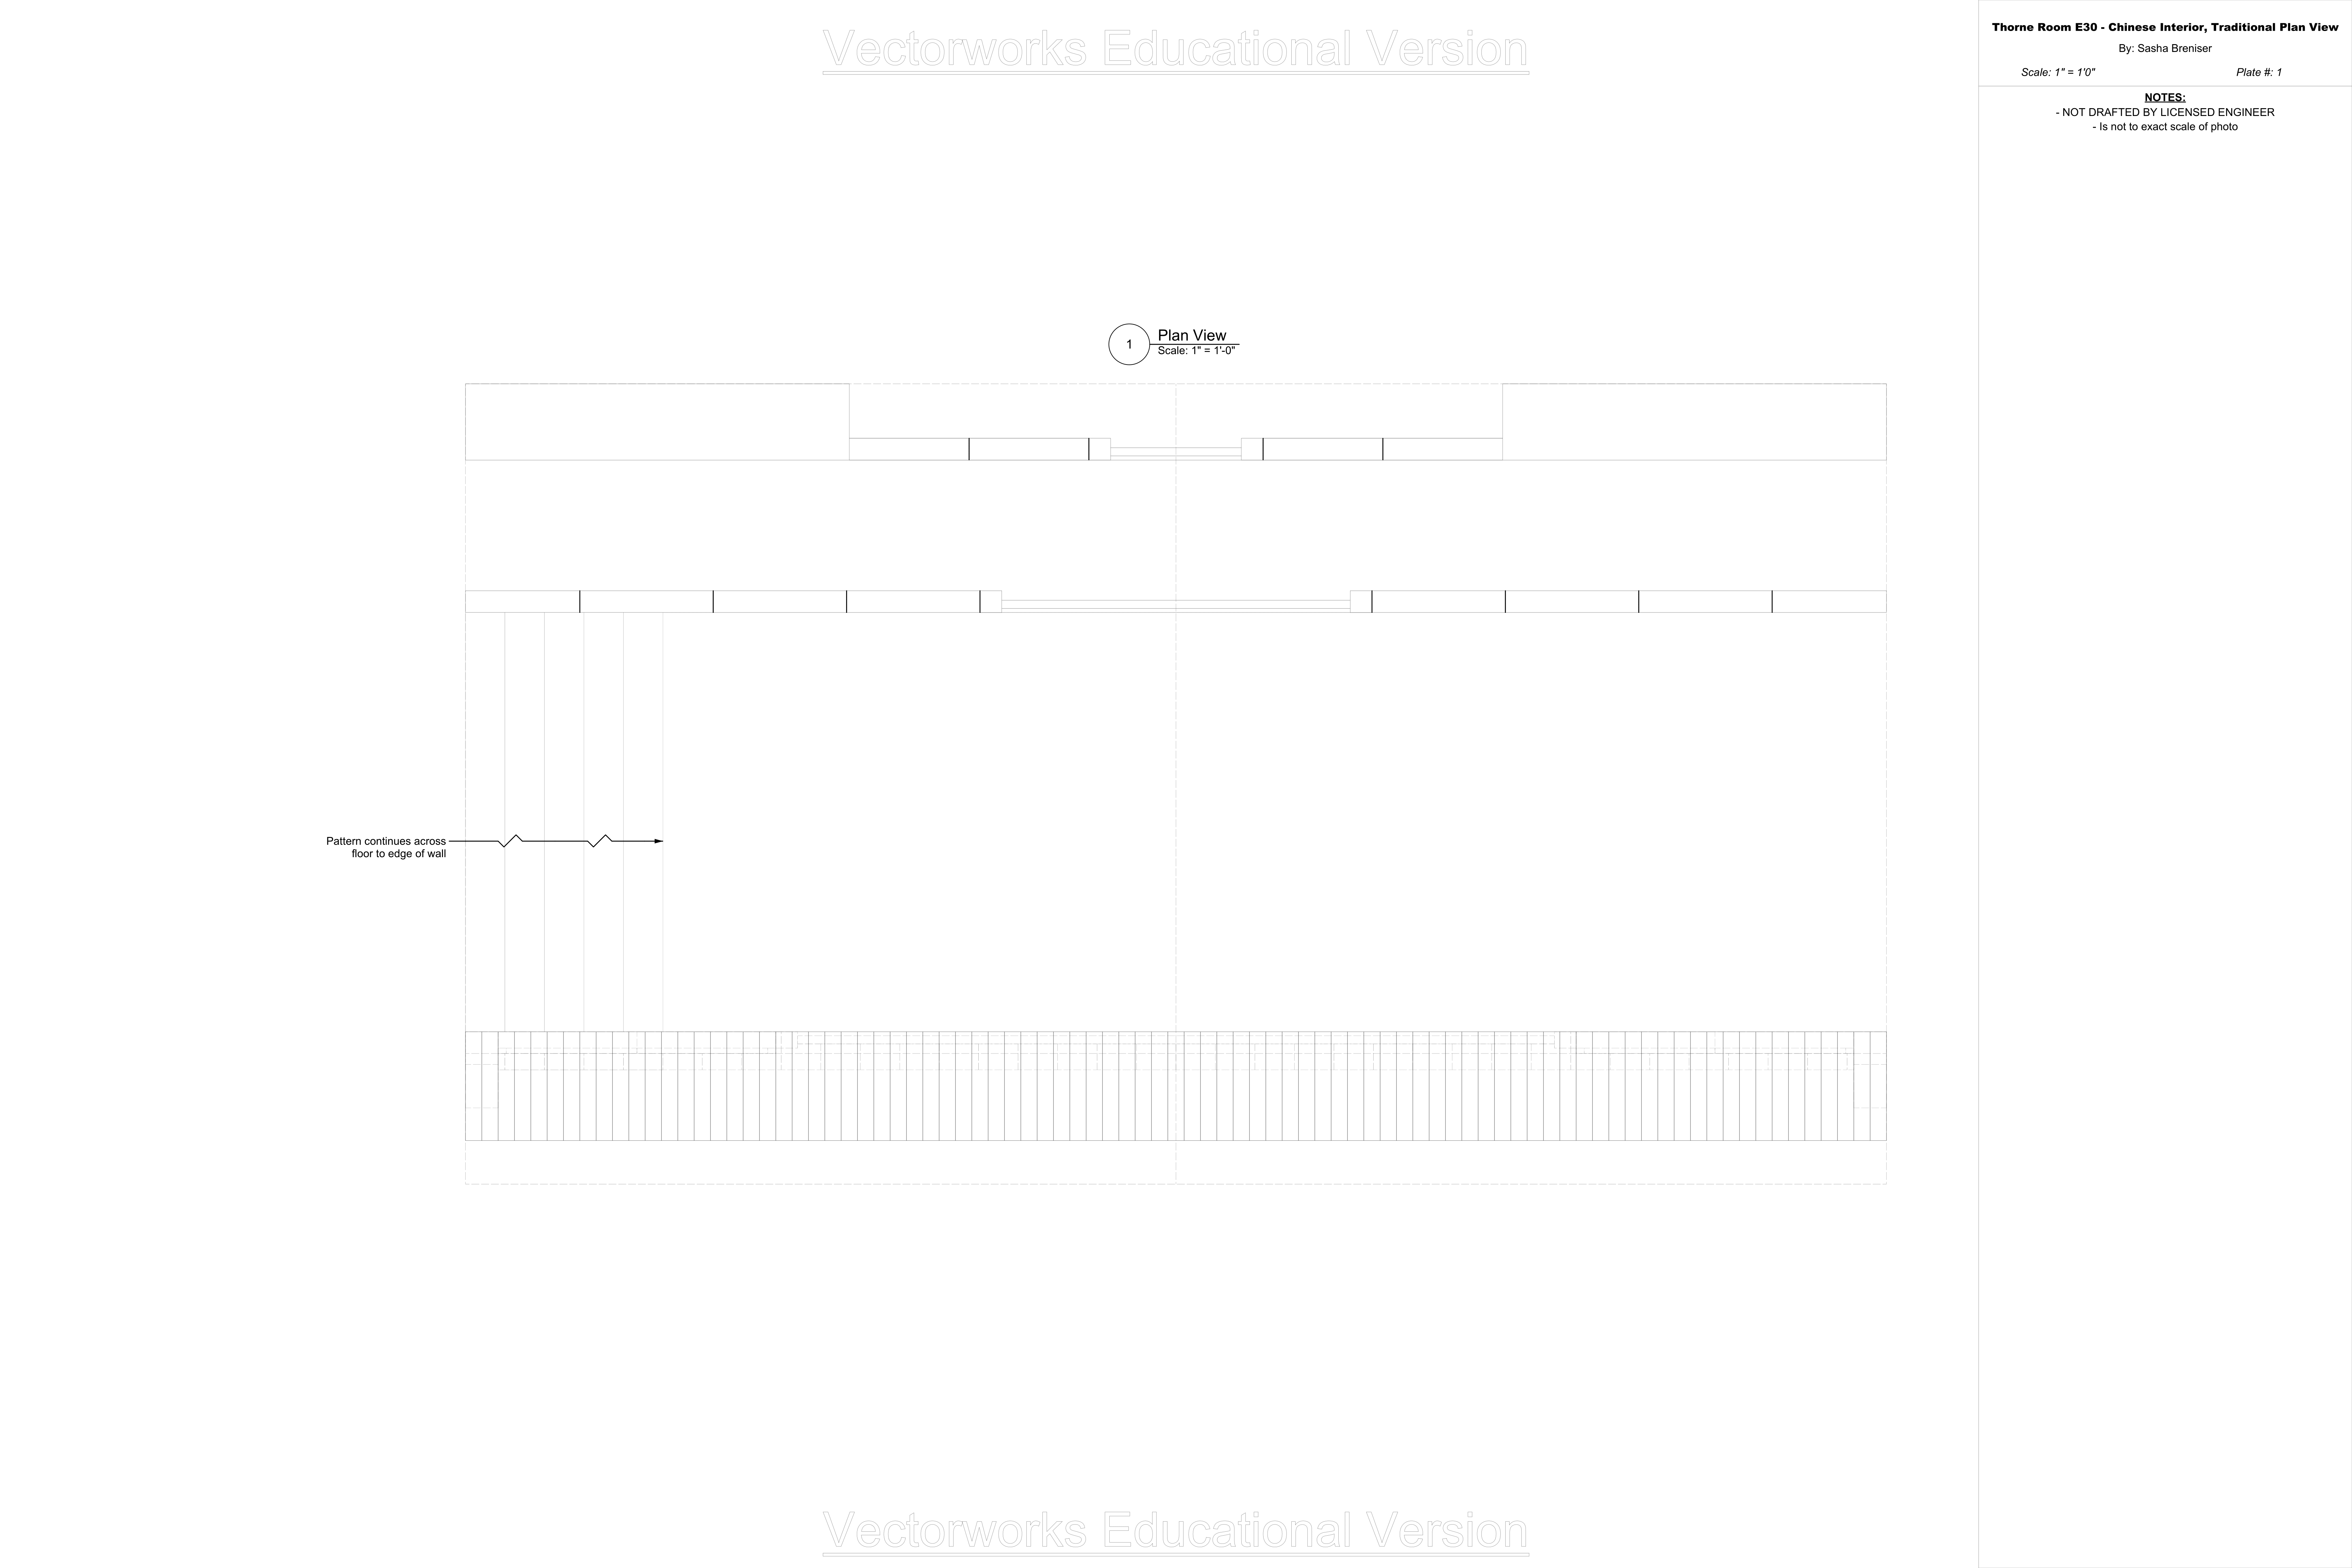 Vectorworks Educational Version
Thorne Room E30 - Chinese Interior, Traditional Plan View
By: Sasha Breniser
Scale: 1" = 1'0"
Plate #: 1
NOTES:
- NOT DRAFTED BY LICENSED ENGINEER
- Is not to exact scale of photo
1
Plan View
Scale: 1" = 1'-0"
Pattern continues across
floor to edge of wall
Vectorworks Educational Version